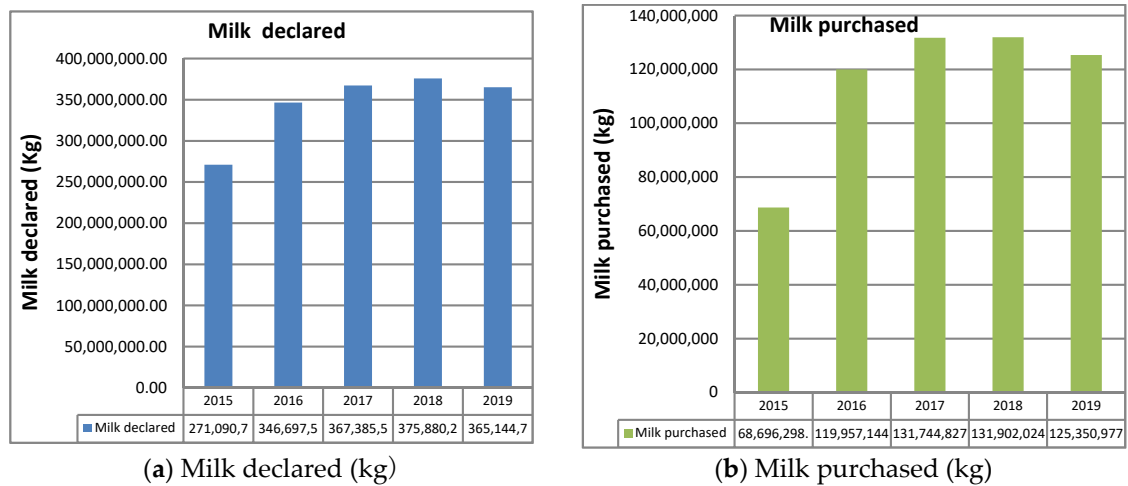 Milk declared
Milk declared (Kg)
400,000,000.00
350,000,000.00
300,000,000.00
250,000,000.00
200,000,000.00
150,000,000.00
100,000,000.00
50,000,000.00
0.00
2015 2016 2017 2018 2019
Milk declared 271,090,7 346,697,5 367,385,5 375,880,2 365,144,7
(a) Milk declared (kg)
Milk purchased
Milk purchased (kg)
140,000,000
120,000,000
100,000,000
80,000,000
60,000,000
40,000,000
20,000,000
0
2015 2016 2017 2018 2019
Milk purchased 68,696,298. 119,957,144 131,744,827 131,902,024 125,350,977
(b) Milk purchased (kg)